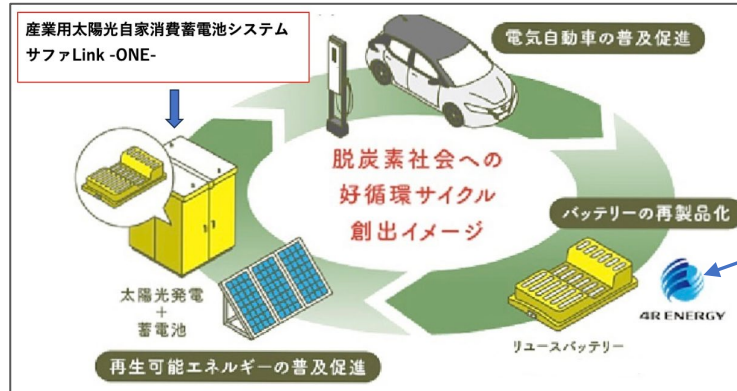 産業用太陽光自家消費蓄電池システム
サファLink -ONE-
電気自動車の普及促進
脱炭素社会への
好循環サイクル
創出イメージ
バッテリーの再製品化
4R ENERGY
リユースバッテリー
太陽光発電
+
蓄電池
再生可能エネルギーの普及促進